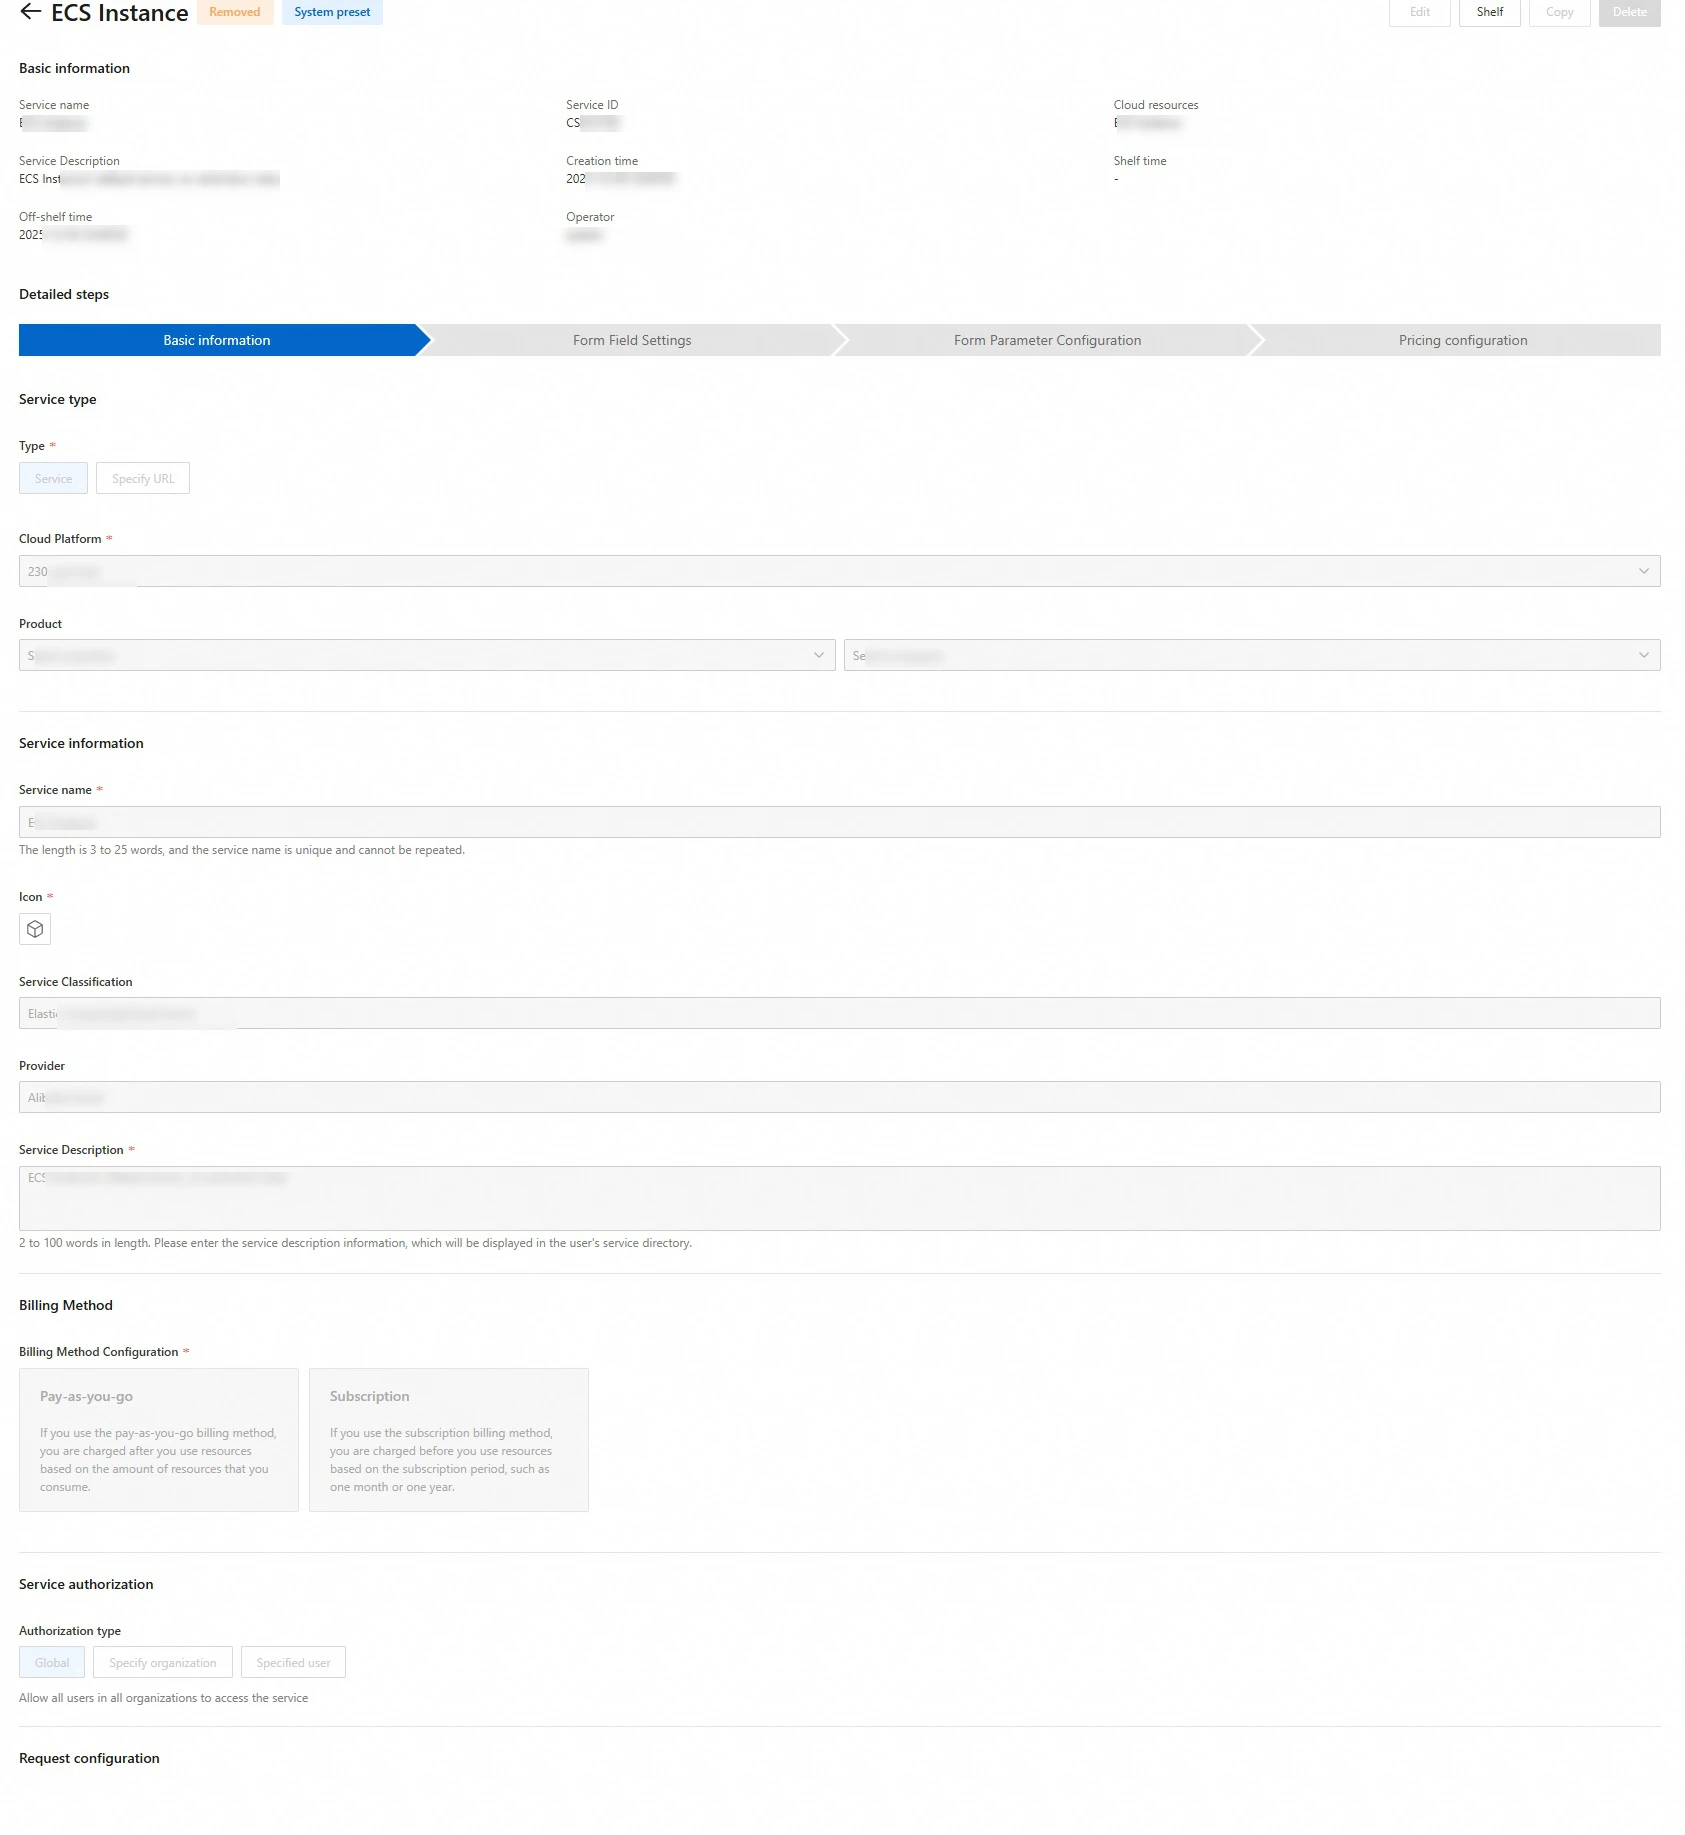 ECS Instance Removed System preset Edit Shelf Copy Delete
Basic information
Service name Service ID Cloud resources
CS
Service Description Creation time Shelf time
ECS Inst 202 -
Off-shelf time Operator
2025
Detailed steps
Basic information Form Field Settings Form Parameter Configuration Pricing configuration
Service type
Type *
Service Specify URL
Cloud Platform *
230
Product
S Se
Service information
Service name *
E
The length is 3 to 25 words, and the service name is unique and cannot be repeated.
Icon *
Service Classification
Elasti
Provider
Alib
Service Description *
ECS
2 to 100 words in length. Please enter the service description information, which will be displayed in the user's service directory.
Billing Method
Billing Method Configuration *
Pay-as-you-go
If you use the pay-as-you-go billing method,
you are charged after you use resources
based on the amount of resources that you
consume.
Subscription
If you use the subscription billing method,
you are charged before you use resources
based on the subscription period, such as
one month or one year.
Service authorization
Authorization type
Global Specify organization Specified user
Allow all users in all organizations to access the service
Request configuration